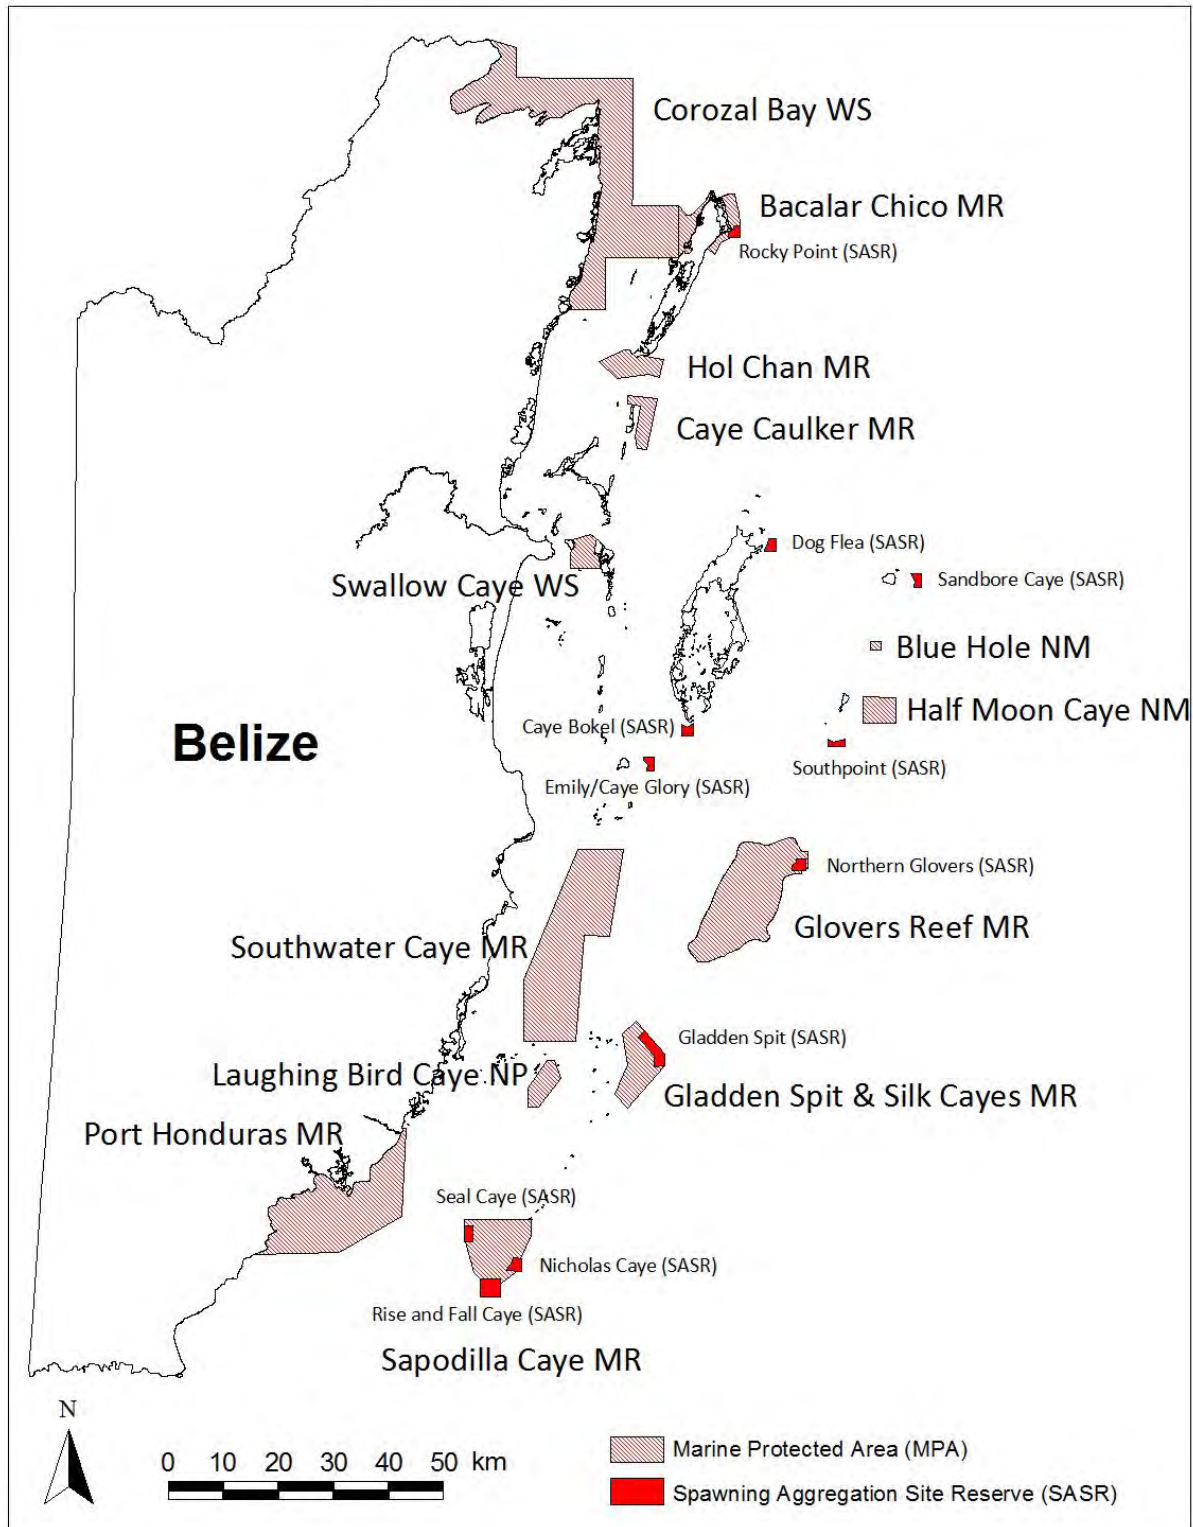 Corozal Bay WS
Bacalar Chico MR
Rocky Point (SASR)
Hol Chan MR
Caye Caulker MR
Dog Flea (SASR)
Sandbore Caye (SASR)
Swallow Caye WS
Blue Hole NM
Half Moon Caye NM
Caye Bokel (SASR)
Belize
Southpoint (SASR)
Emily/Caye Glory (SASR)
Northern Glovers (SASR)
Glovers Reef MR
Southwater Caye MR
Gladden Spit (SASR)
Laughing Bird Caye NP
Gladden Spit & Silk Cayes MR
Port Honduras MR
Seal Caye (SASR)
Nicholas Caye (SASR)
Rise and Fall Caye (SASR)
Sapodilla Caye MR
N
0 10 20 30 40 50 km
Marine Protected Area (MPA)
Spawning Aggregation Site Reserve (SASR)